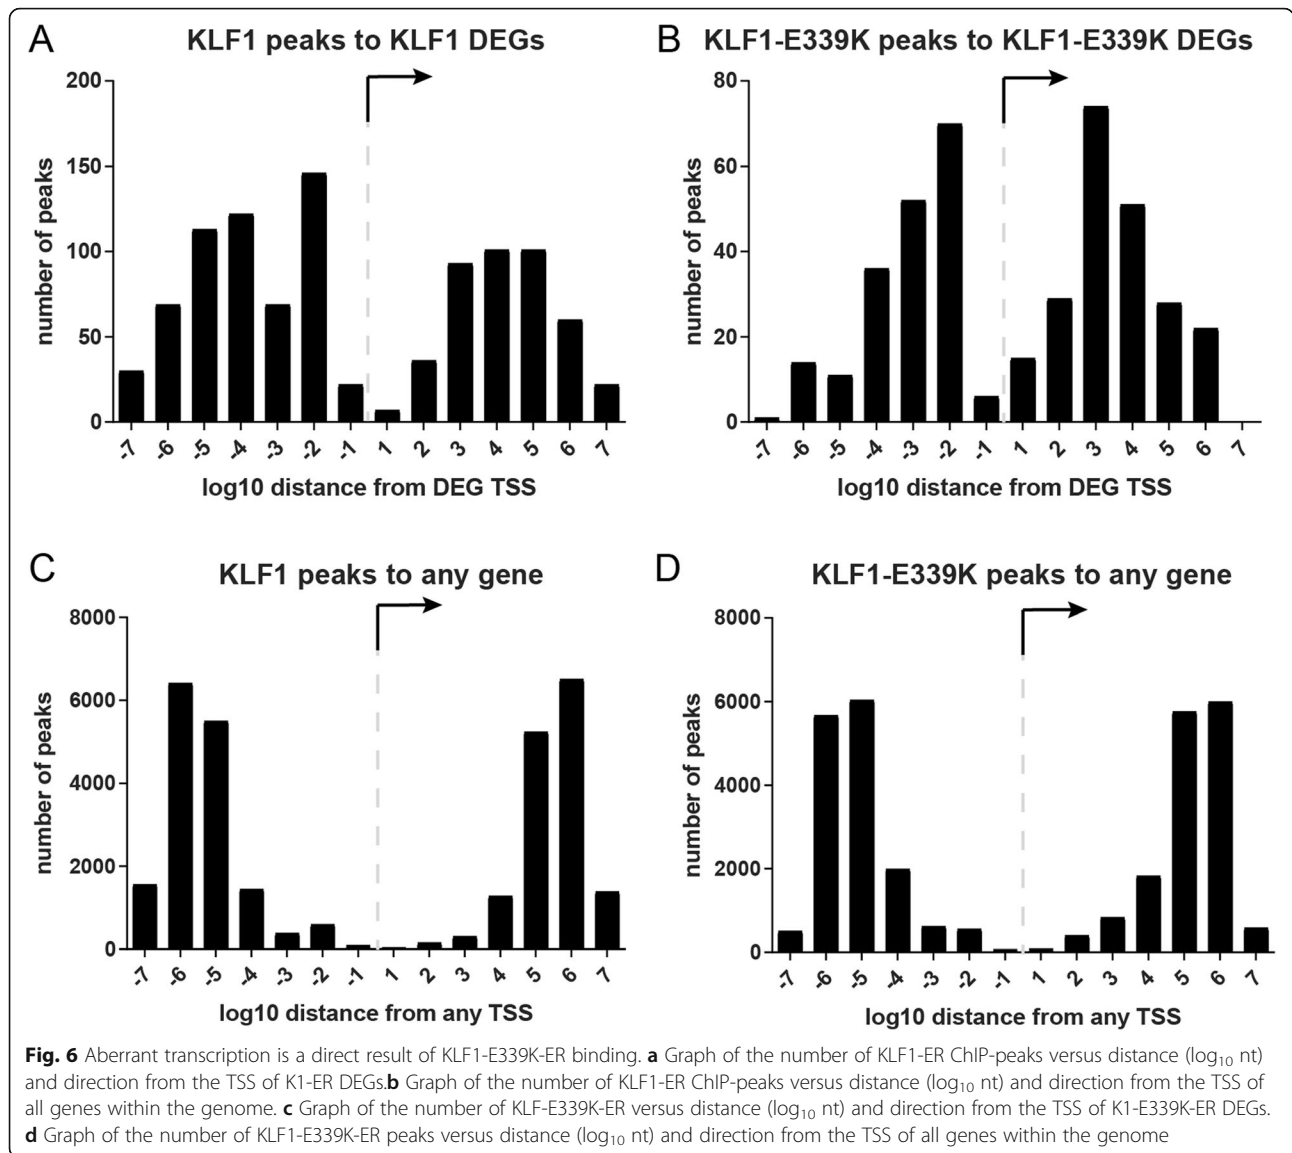 A
KLF1 peaks to KLF1 DEGs
number of peaks
200
150
100
50
0
-7 -6 -5 -4 -3 -2 -1 1 2 3 4 5 6 7
log10 distance from DEG TSS
B
KLF1-E339K peaks to KLF1-E339K DEGs
number of peaks
80
60
40
20
0
-7 -6 -5 -4 -3 -2 -1 1 2 3 4 5 6 7
log10 distance from DEG TSS
C
KLF1 peaks to any gene
number of peaks
8000
6000
4000
2000
0
-7 -6 -5 -4 -3 -2 -1 1 2 3 4 5 6 7
log10 distance from any TSS
D
KLF1-E339K peaks to any gene
number of peaks
8000
6000
4000
2000
0
-7 -6 -5 -4 -3 -2 -1 1 2 3 4 5 6 7
log10 distance from any TSS
Fig. 6 Aberrant transcription is a direct result of KLF1-E339K-ER binding. a Graph of the number of KLF1-ER ChIP-peaks versus distance (log₁₀ nt)
and direction from the TSS of K1-ER DEGs.b Graph of the number of KLF1-ER ChIP-peaks versus distance (log₁₀ nt) and direction from the TSS of
all genes within the genome. c Graph of the number of KLF-E339K-ER versus distance (log₁₀ nt) and direction from the TSS of K1-E339K-ER DEGs.
d Graph of the number of KLF1-E339K-ER peaks versus distance (log₁₀ nt) and direction from the TSS of all genes within the genome